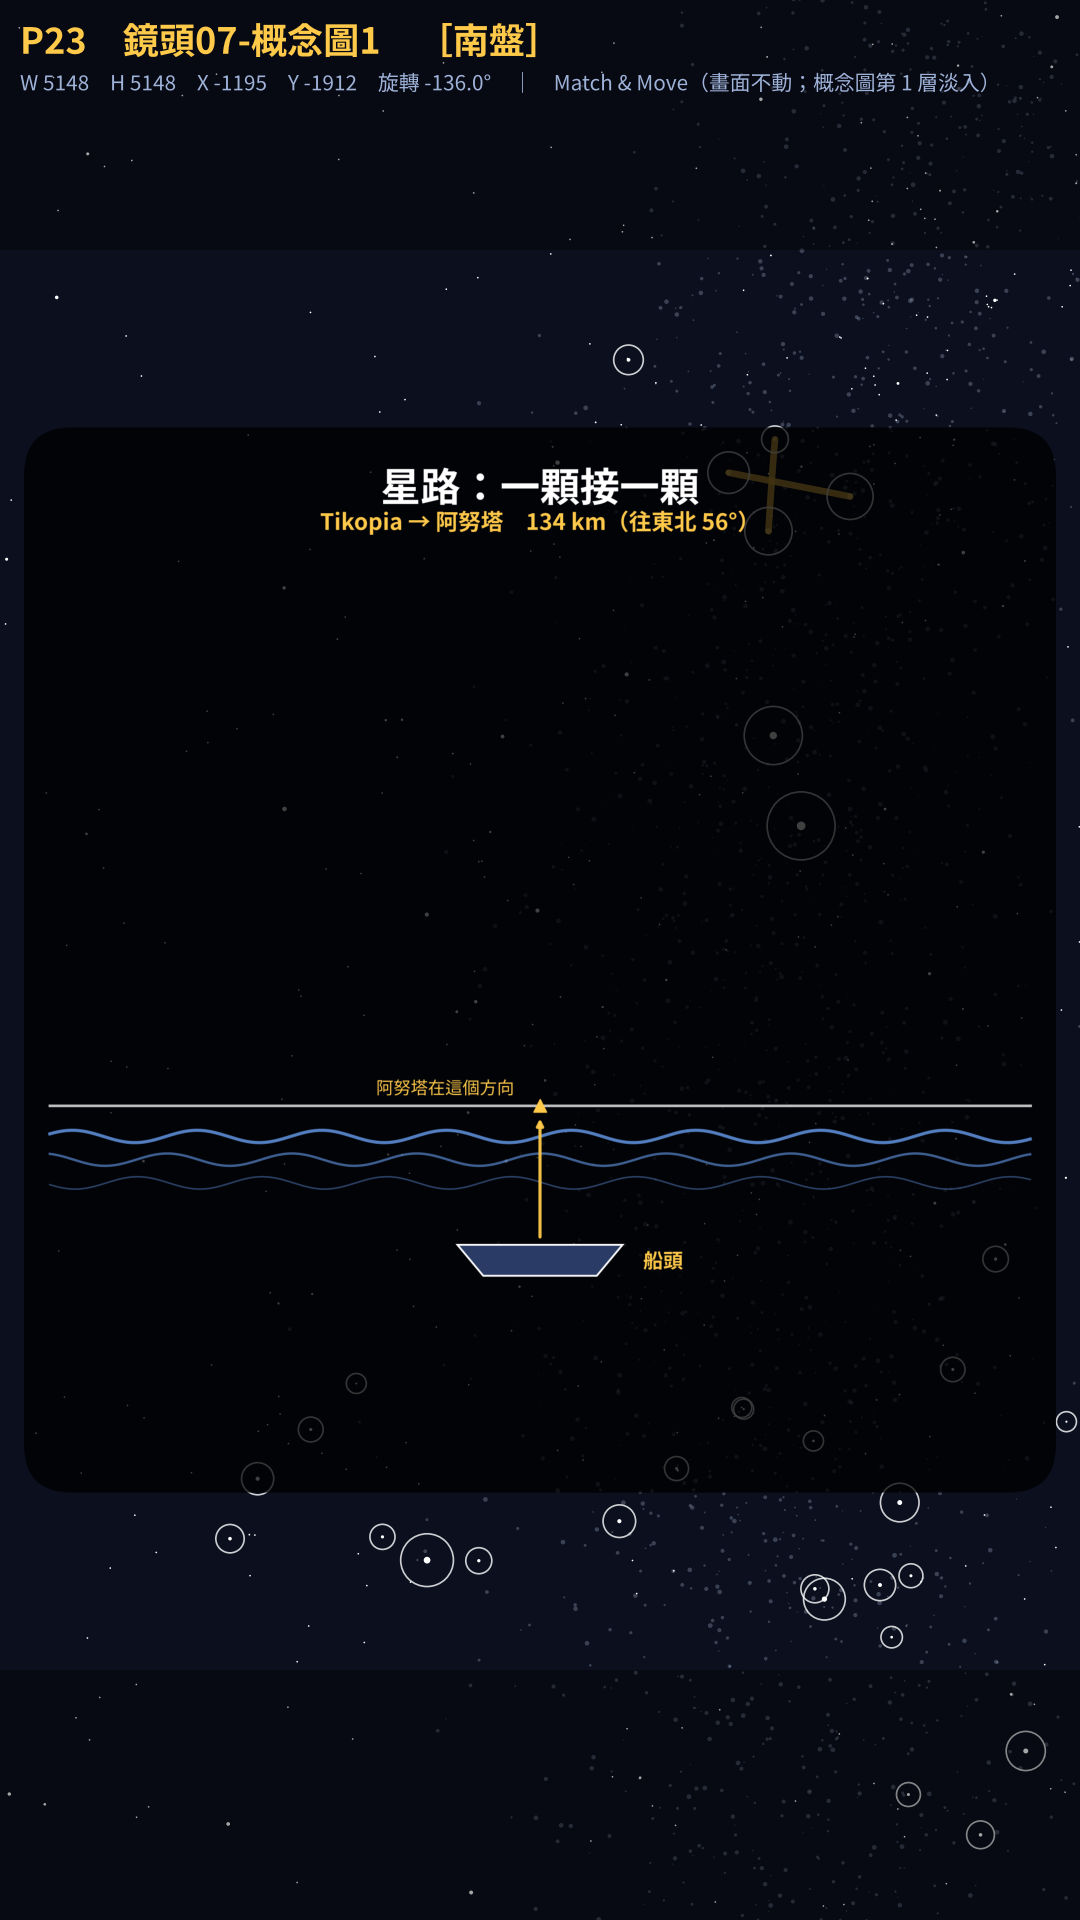 P23　鏡頭07-概念圖1　［南盤］
W 5148　H 5148　X -1195　Y -1912　旋轉 -136.0°　｜　Match & Move（畫面不動；概念圖第 1 層淡入）
星路：一顆接一顆
Tikopia → 阿努塔　134 km（往東北 56°）
阿努塔在這個方向
船頭